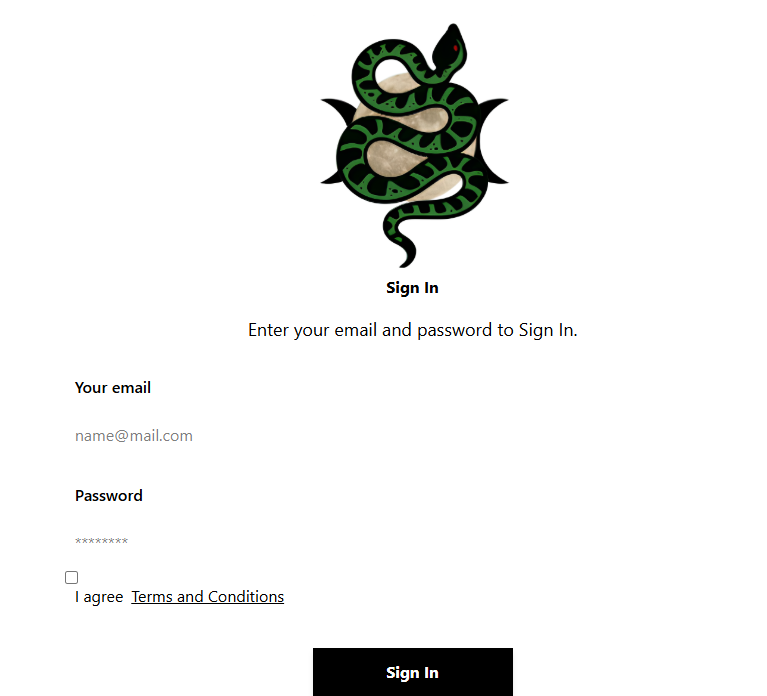 Sign In
Enter your email and password to Sign In.
Your email
name@mail.com
Password
********
I agree Terms and Conditions
Sign In